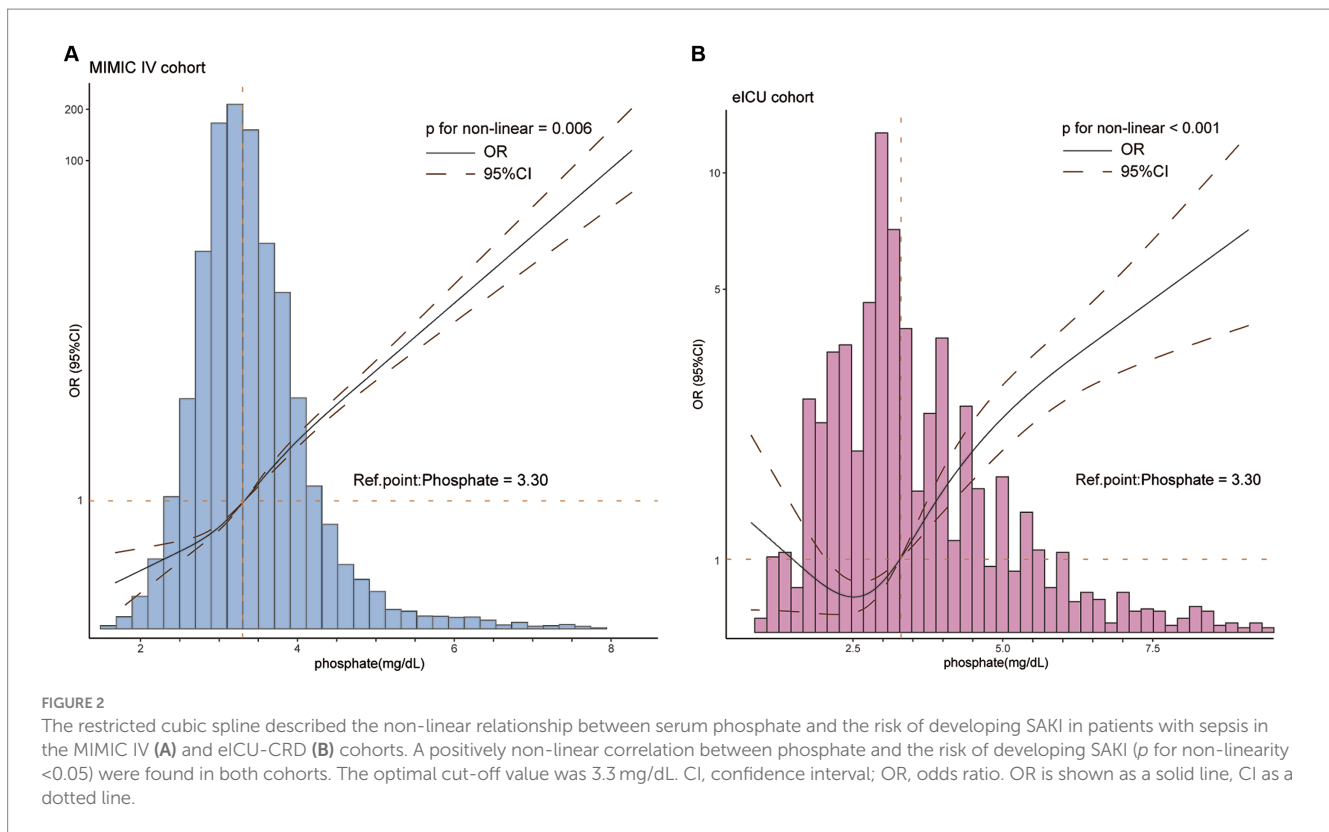 A
MIMIC IV cohort
200
100
1
OR (95%CI)
p for non-linear = 0.006
OR
95%CI
Ref.point:Phosphate = 3.30
2
4
6
8
phosphate(mg/dL)
B
eICU cohort
10
5
1
OR (95%CI)
p for non-linear < 0.001
OR
95%CI
Ref.point:Phosphate = 3.30
2.5
5.0
7.5
phosphate(mg/dL)
FIGURE 2
The restricted cubic spline described the non-linear relationship between serum phosphate and the risk of developing SAKI in patients with sepsis in
the MIMIC IV (A) and eICU-CRD (B) cohorts. A positively non-linear correlation between phosphate and the risk of developing SAKI (p for non-linearity
<0.05) were found in both cohorts. The optimal cut-off value was 3.3 mg/dL. CI, confidence interval; OR, odds ratio. OR is shown as a solid line, CI as a
dotted line.